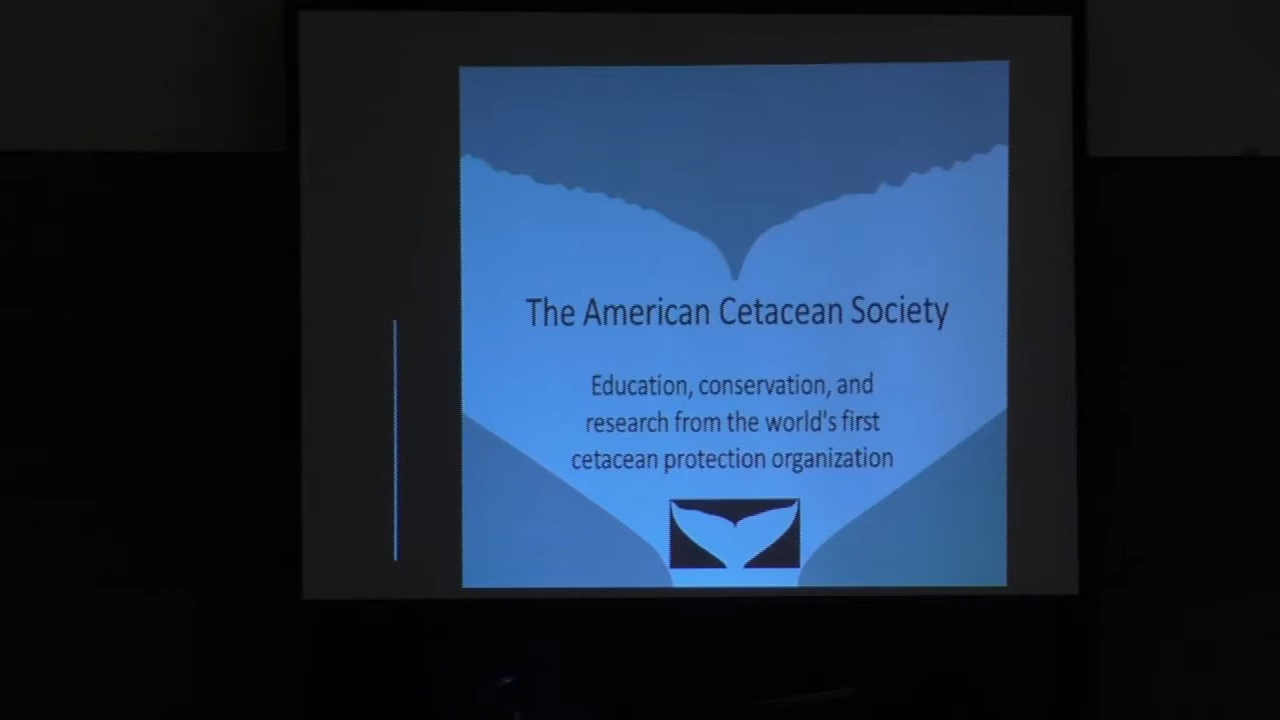 The American Cetacean Society
Education, conservation, and
research from the world's first
cetacean protection organization